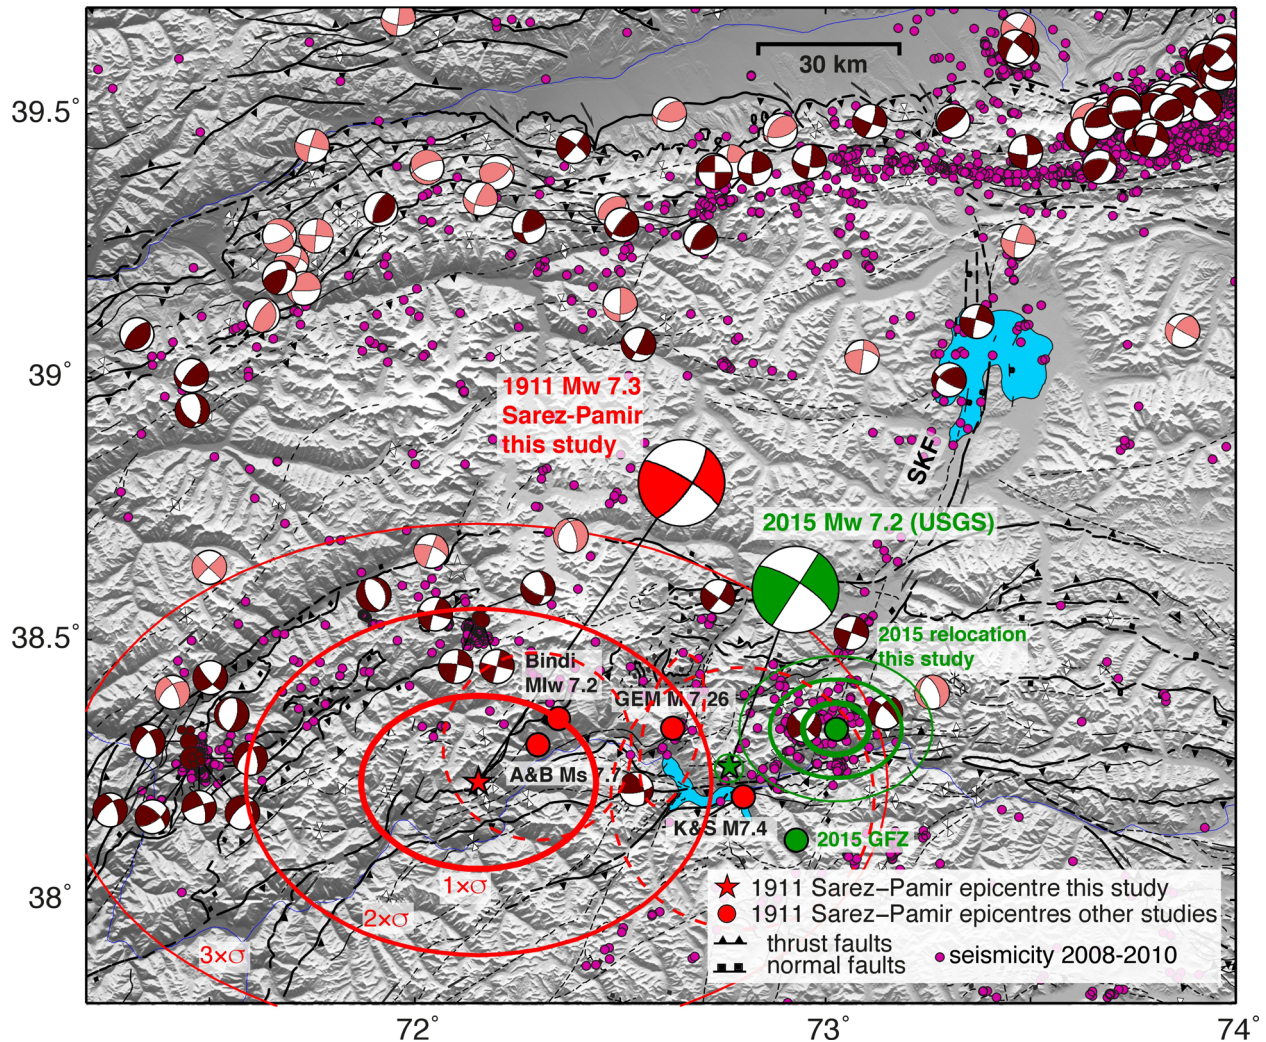 39.5°
30 km
39°
1911 Mw 7.3
Sarez-Pamir
this study
SKF
2015 Mw 7.2 (USGS)
38.5°
2015 relocation
this study
Bindi
MIw 7.2
GEM M 7.26
A&B Ms 7.7
K&S M7.4
2015 GFZ
1×σ
2×σ
3×σ
38°
1911 Sarez–Pamir epicentre this study
1911 Sarez–Pamir epicentres other studies
thrust faults
normal faults
seismicity 2008-2010
72°
73°
74°